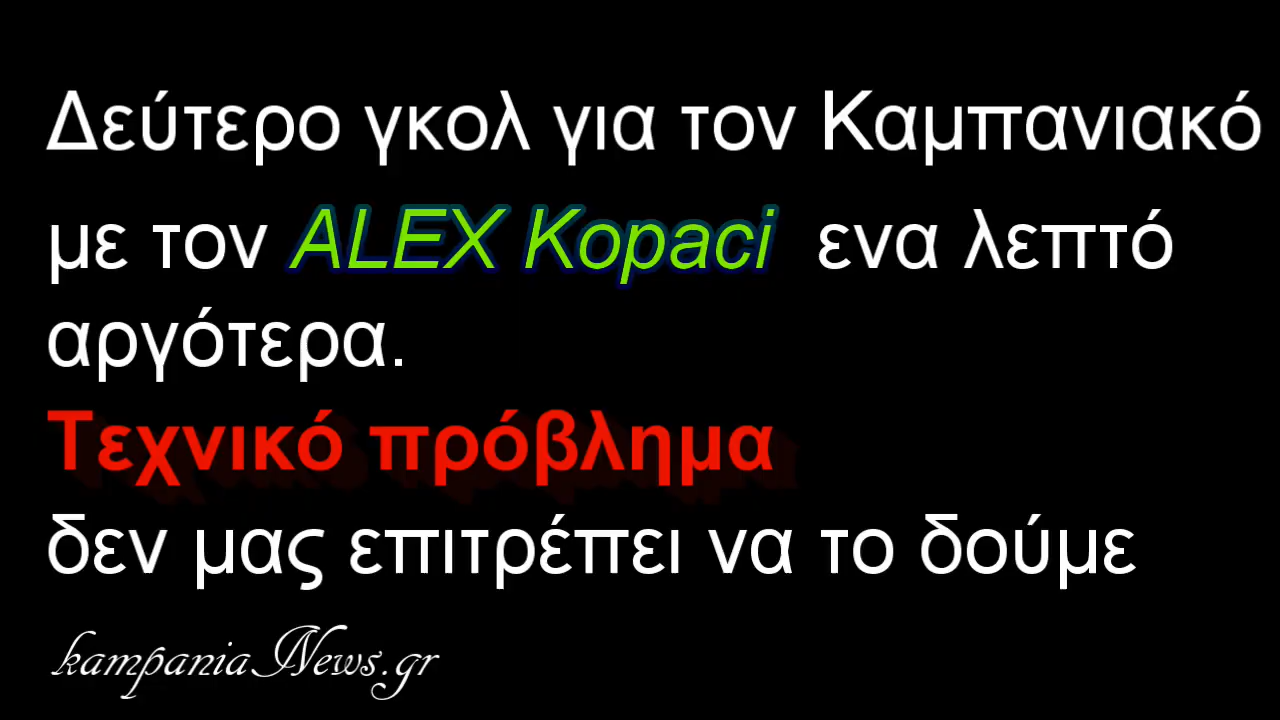 Δεύτερο γκολ για τον Καμπανιακό
με τον ALEX Kopaci ενα λεπτό
αργότερα.
Τεχνικό πρόβλημα
δεν μας επιτρέπει να το δούμε
kampaniaNews.gr